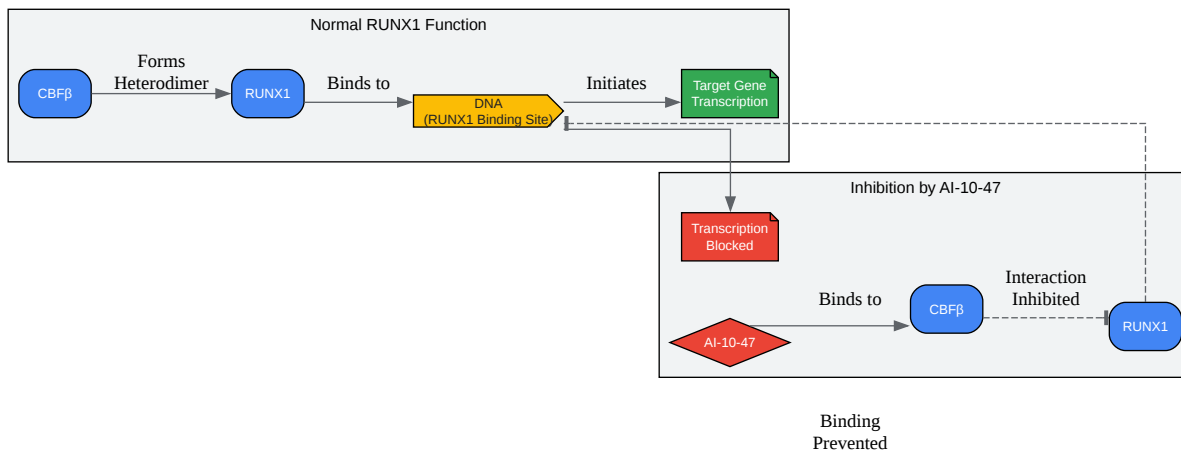 Normal RUNX1 Function
Forms
Heterodimer
CBFβ
RUNX1
Binds to
DNA
(RUNX1 Binding Site)
Initiates
Target Gene
Transcription
Inhibition by AI-10-47
Transcription
Blocked
AI-10-47
Binds to
CBFβ
Interaction
Inhibited
RUNX1
Binding
Prevented